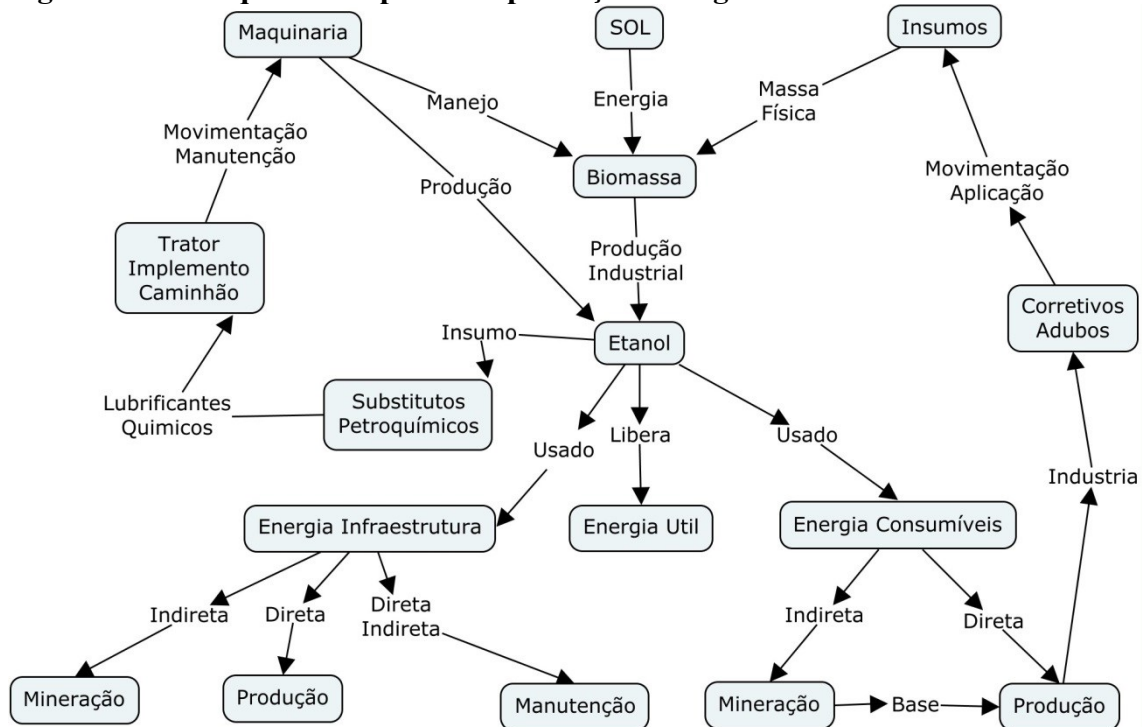 Maquinaria
SOL
Insumos
Manejo
Energia
Massa
Física
Movimentação
Manutenção
Biomassa
Movimentação
Aplicação
Produção
Trator
Implemento
Caminhão
Produção
Industrial
Corretivos
Adubos
Insumo
Etanol
Lubrificantes
Quimicos
Substitutos
Petroquímicos
Usado
Libera
Usado
Industria
Energia Infraestrutura
Energia Util
Energia Consumíveis
Indireta
Direta
Direta
Indireta
Indireta
Direta
Mineração
Produção
Manutenção
Mineração
Base
Produção